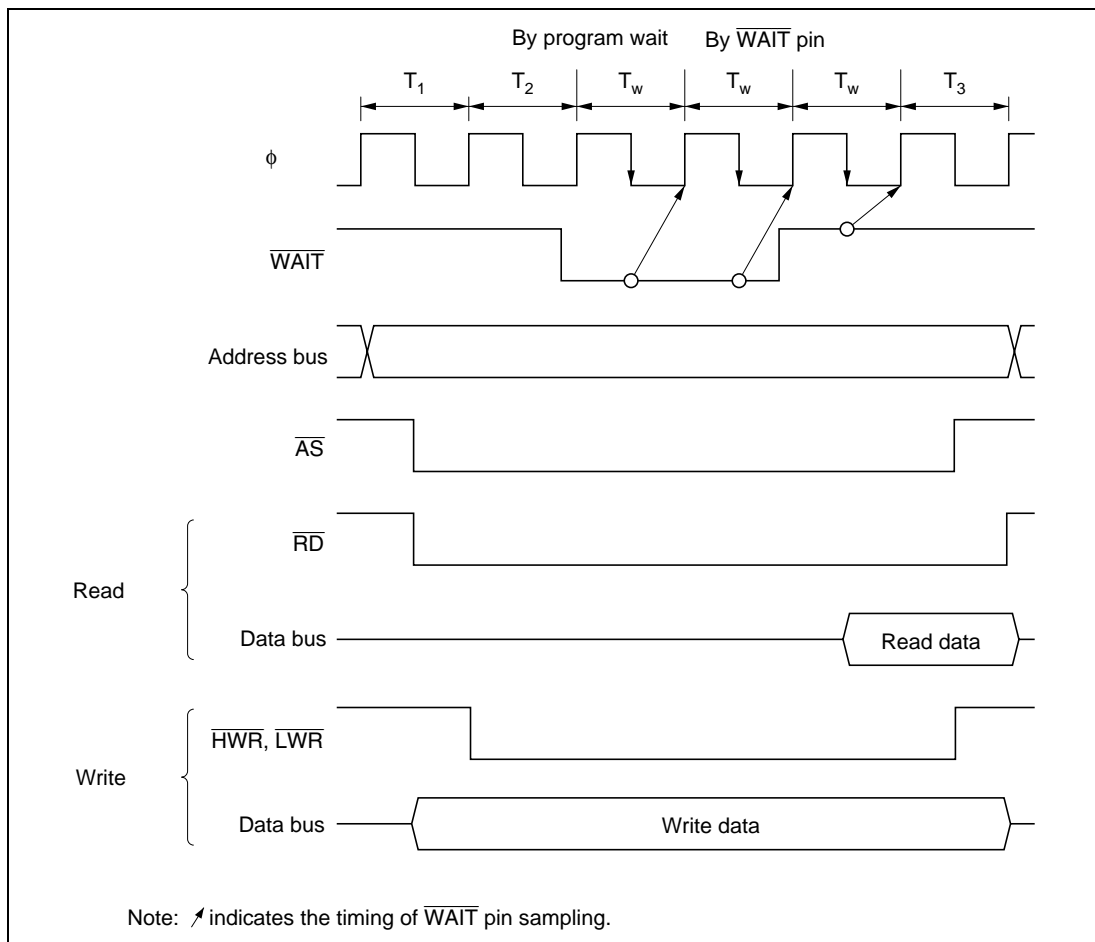 By program wait By WAIT pin
T1 T2 Tw Tw Tw T3
ϕ
WAIT
Address bus
AS
RD
Read
Data bus Read data
HWR, LWR
Write
Data bus Write data
Note: indicates the timing of WAIT pin sampling.